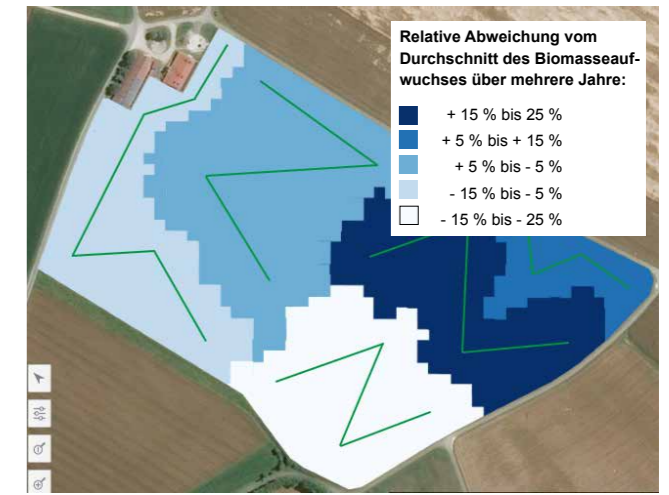 Relative Abweichung vom
Durchschnitt des Biomasseauf-
wuchses über mehrere Jahre:
+ 15 % bis 25 %
+ 5 % bis + 15 %
+ 5 % bis - 5 %
- 15 % bis - 5 %
- 15 % bis - 25 %